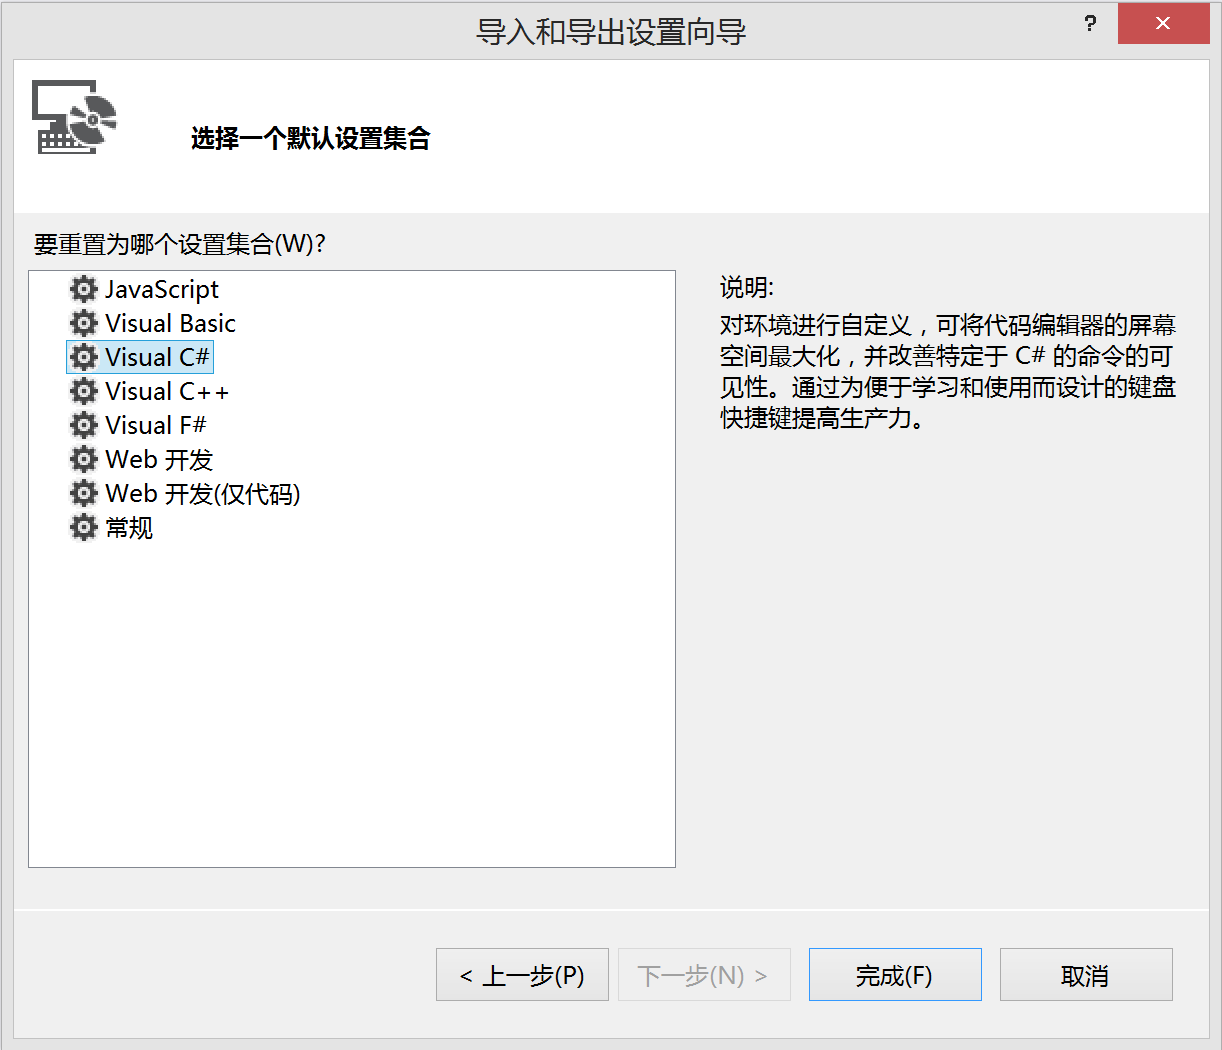 导入和导出设置向导
?
选择一个默认设置集合
要重置为哪个设置集合(W)?
JavaScript
Visual Basic
Visual C#
Visual C++
Visual F#
Web 开发
Web 开发(仅代码)
常规
说明:
对环境进行自定义，可将代码编辑器的屏幕
空间最大化，并改善特定于 C# 的命令的可
见性。通过为便于学习和使用而设计的键盘
快捷键提高生产力。
< 上一步(P)
下一步(N) >
完成(F)
取消